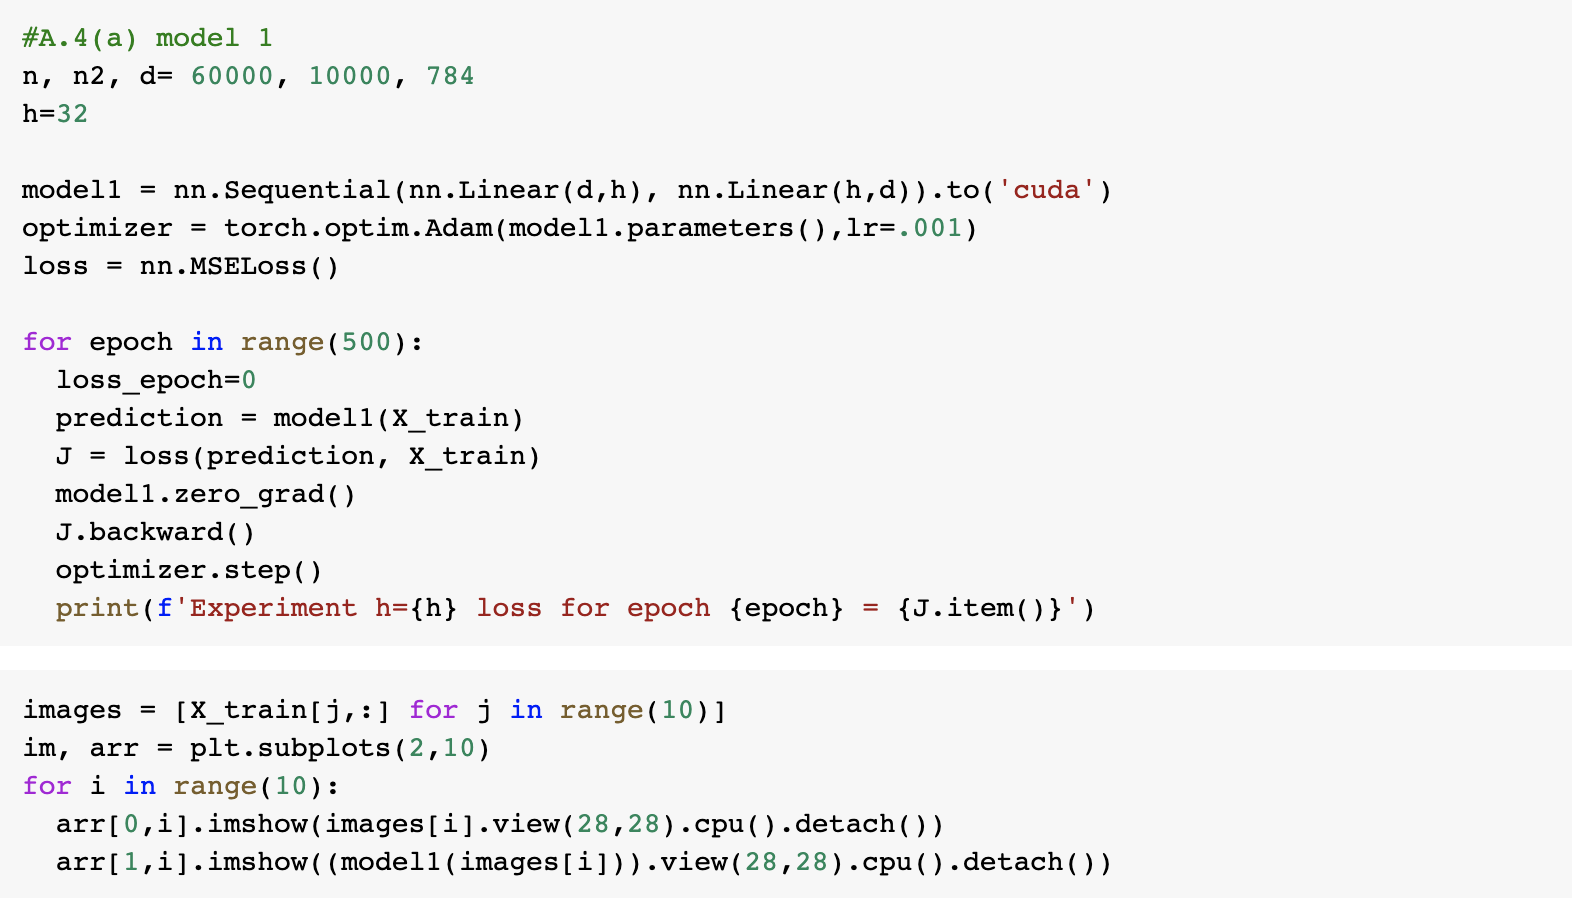 #A.4(a) model 1
n, n2, d= 60000, 10000, 784
h=32
model1 = nn.Sequential(nn.Linear(d,h), nn.Linear(h,d)).to('cuda')
optimizer = torch.optim.Adam(model1.parameters(),lr=.001)
loss = nn.MSELoss()
for epoch in range(500):
  loss_epoch=0
  prediction = model1(X_train)
  J = loss(prediction, X_train)
  model1.zero_grad()
  J.backward()
  optimizer.step()
  print(f'Experiment h={h} loss for epoch {epoch} = {J.item()}')
images = [X_train[j,:] for j in range(10)]
im, arr = plt.subplots(2,10)
for i in range(10):
  arr[0,i].imshow(images[i].view(28,28).cpu().detach())
  arr[1,i].imshow((model1(images[i])).view(28,28).cpu().detach())